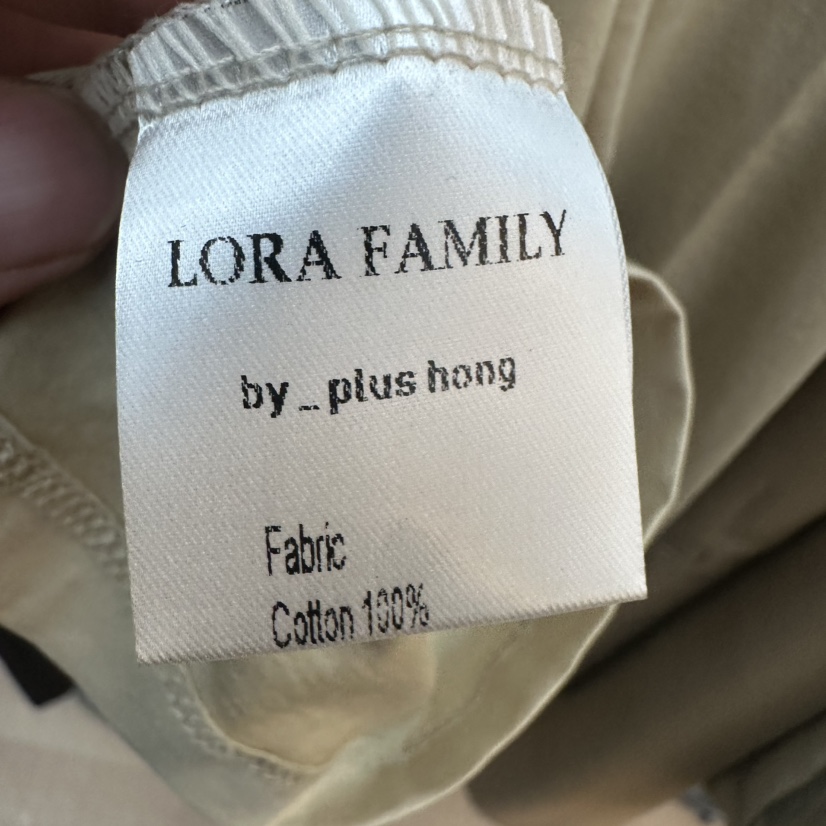 LORA FAMILY
by _ plus hong
Fabric
Cotton 100%